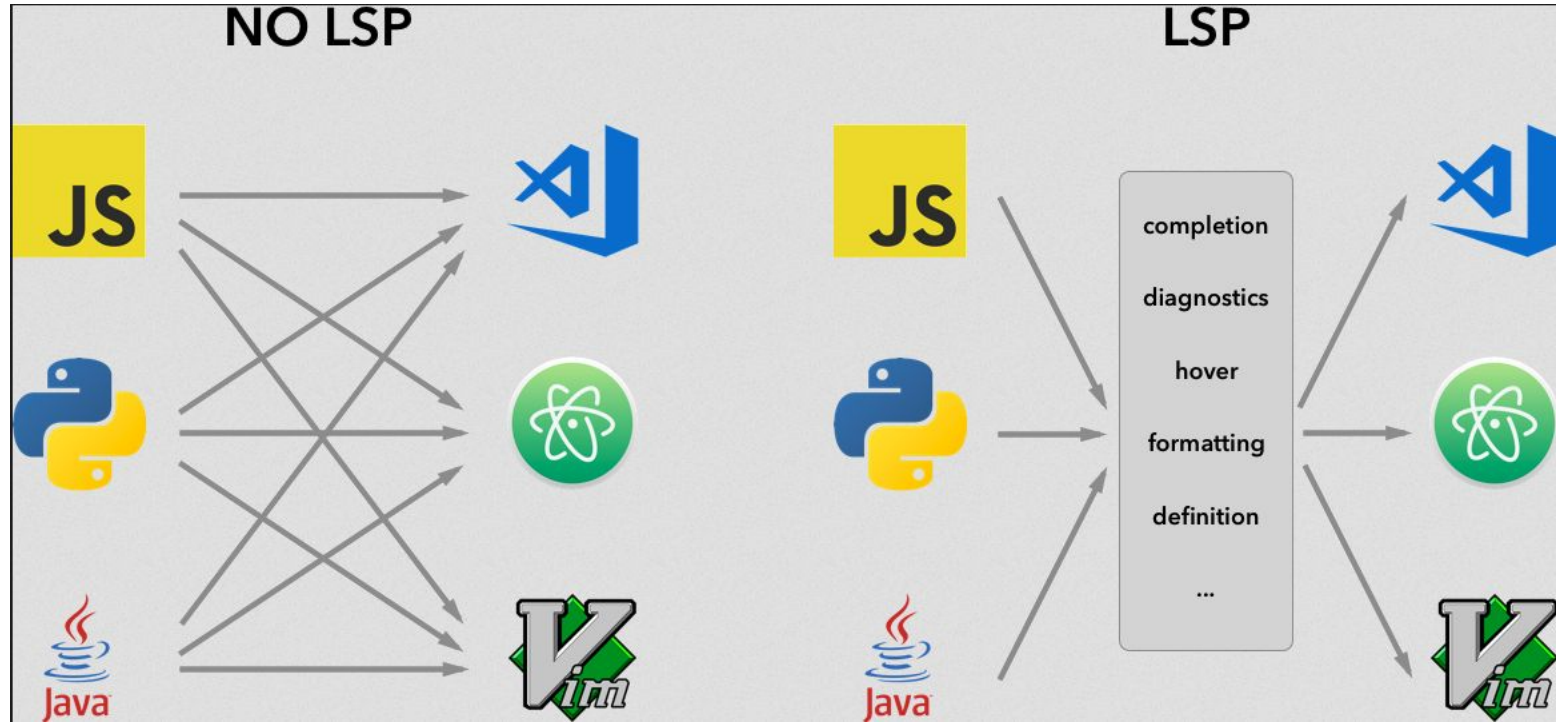 NO LSP
JS
Java
Vim
LSP
JS
Java
completion
diagnostics
hover
formatting
definition
...
Vim